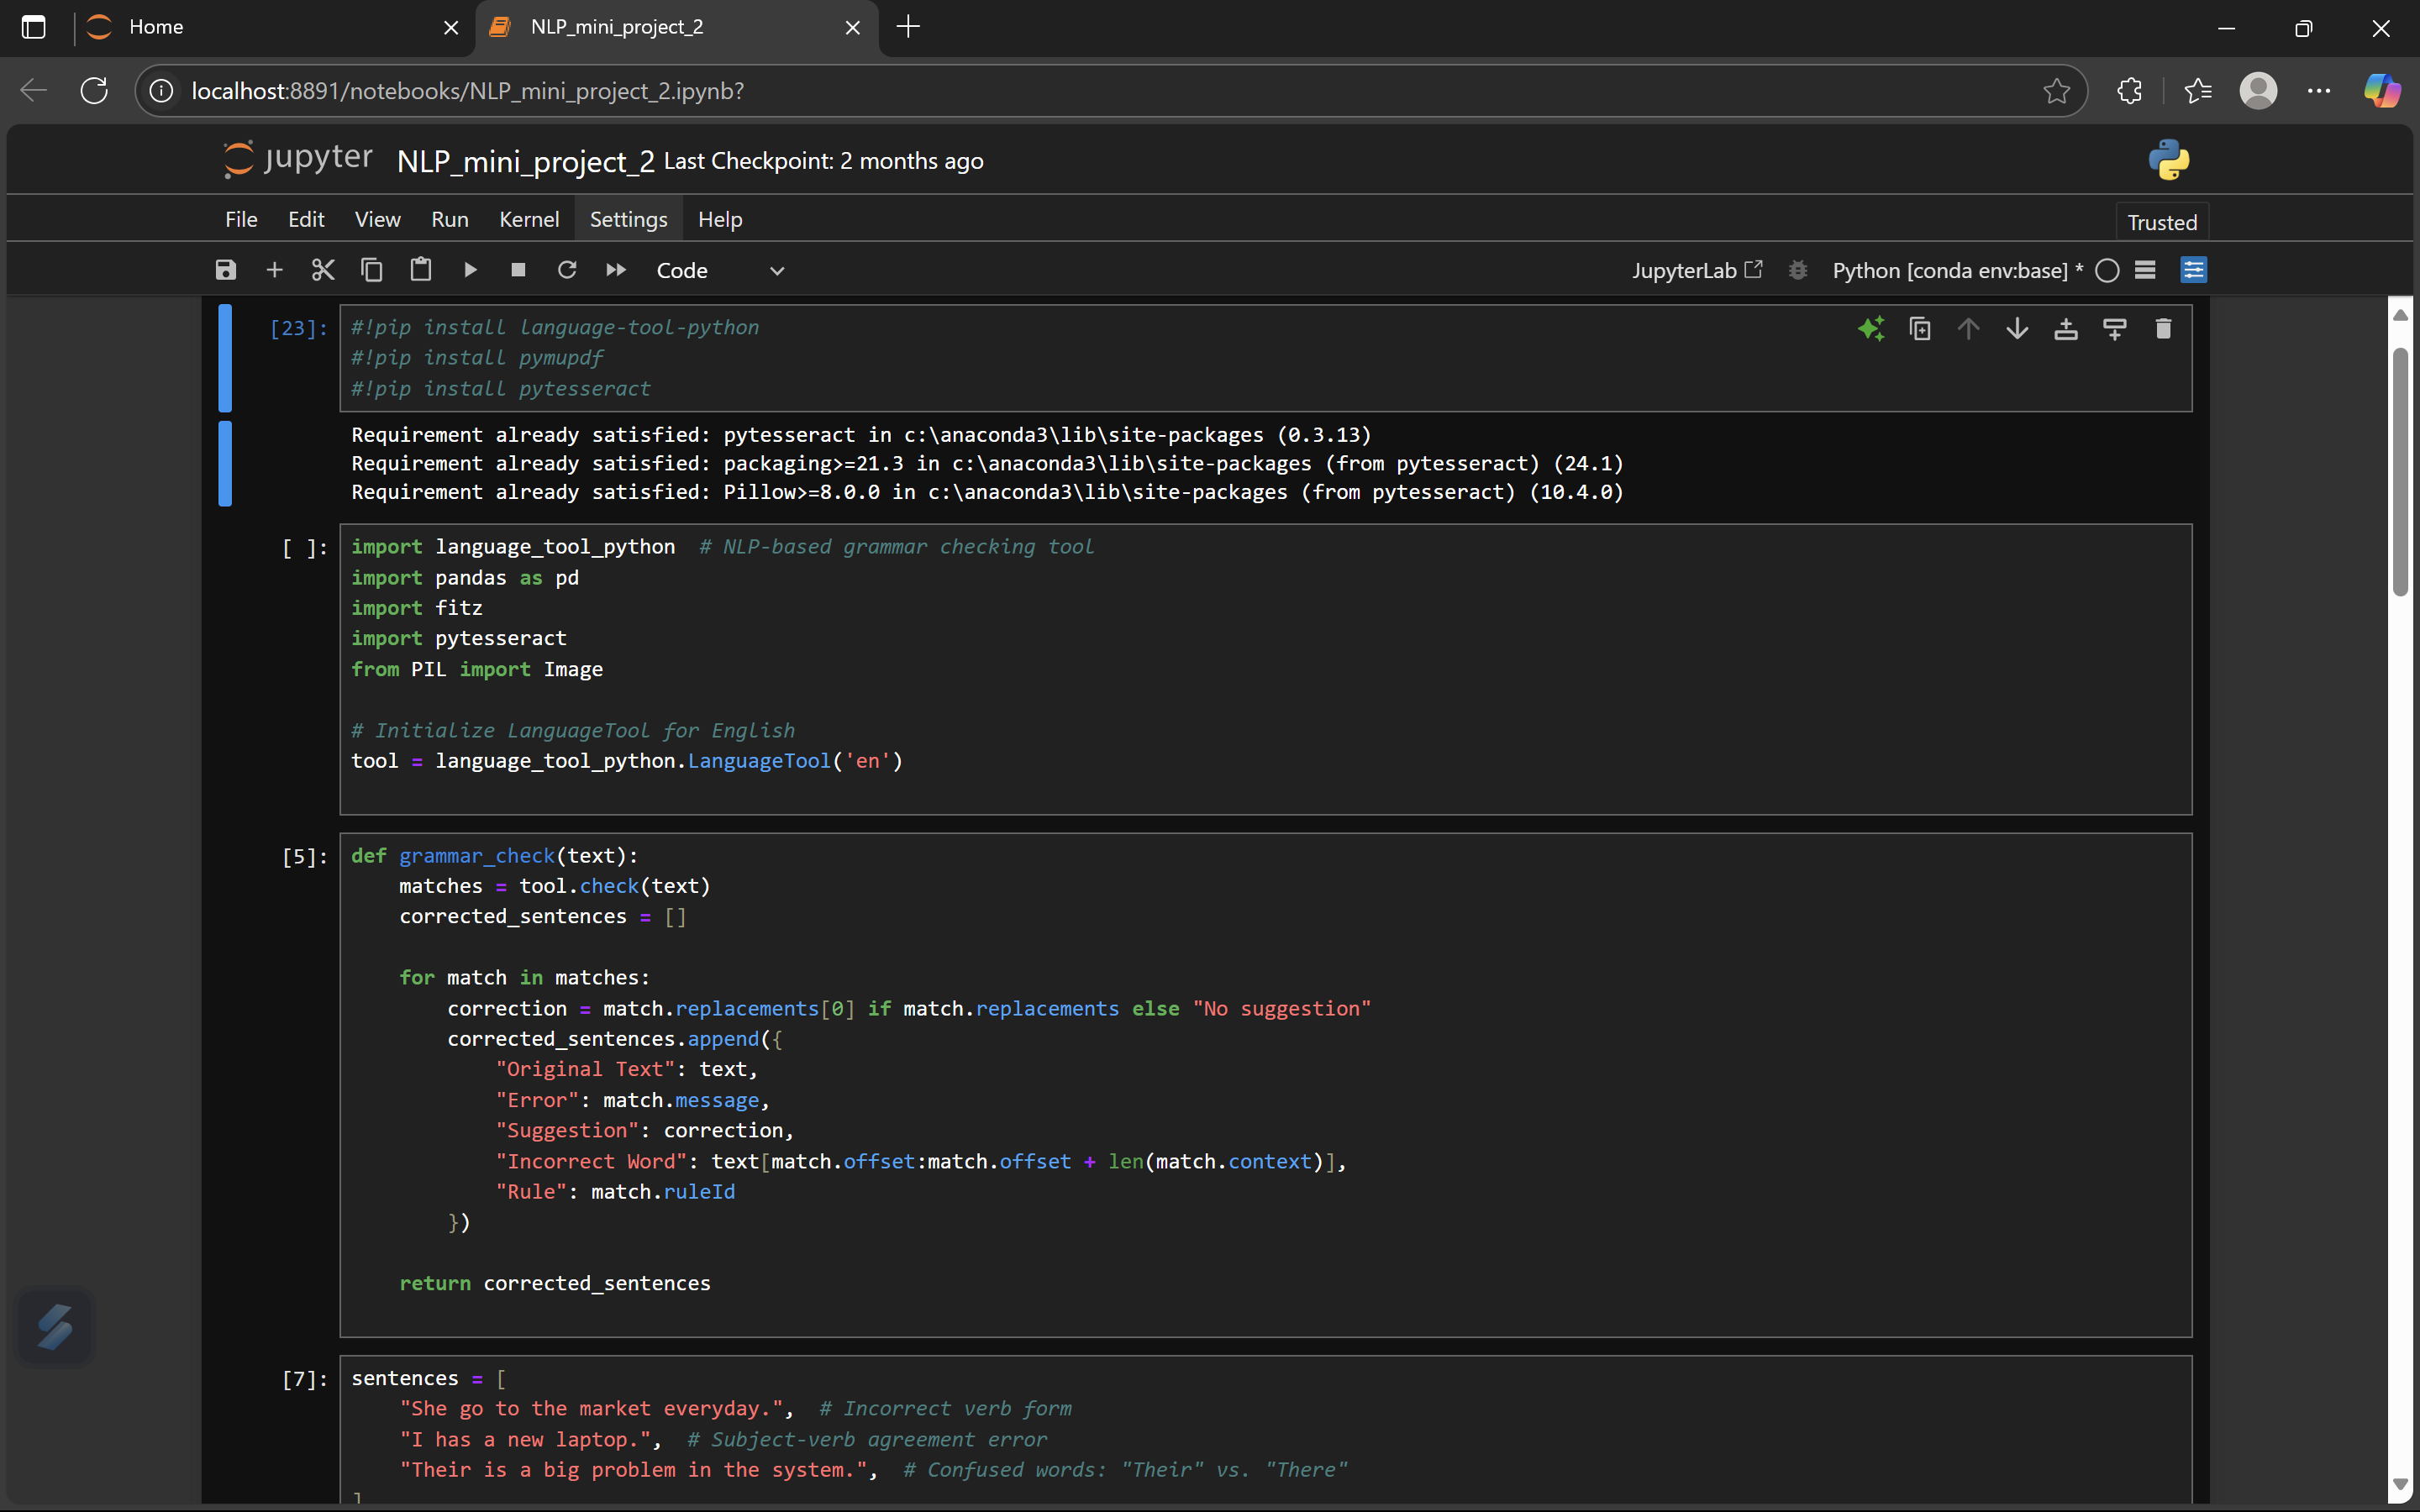 Home
NLP_mini_project_2
localhost:8891/notebooks/NLP_mini_project_2.ipynb?
jupyter NLP_mini_project_2 Last Checkpoint: 2 months ago
File Edit View Run Kernel Settings Help
Trusted
Code
JupyterLab
Python [conda env:base] *
[23]:
#!pip install language-tool-python
#!pip install pymupdf
#!pip install pytesseract
Requirement already satisfied: pytesseract in c:\anaconda3\lib\site-packages (0.3.13)
Requirement already satisfied: packaging>=21.3 in c:\anaconda3\lib\site-packages (from pytesseract) (24.1)
Requirement already satisfied: Pillow>=8.0.0 in c:\anaconda3\lib\site-packages (from pytesseract) (10.4.0)
[ ]:
import language_tool_python  # NLP-based grammar checking tool
import pandas as pd
import fitz
import pytesseract
from PIL import Image
# Initialize LanguageTool for English
tool = language_tool_python.LanguageTool('en')
[5]:
def grammar_check(text):
    matches = tool.check(text)
    corrected_sentences = []
    for match in matches:
        correction = match.replacements[0] if match.replacements else "No suggestion"
        corrected_sentences.append({
            "Original Text": text,
            "Error": match.message,
            "Suggestion": correction,
            "Incorrect Word": text[match.offset:match.offset + len(match.context)],
            "Rule": match.ruleId
        })
    return corrected_sentences
[7]:
sentences = [
    "She go to the market everyday.",  # Incorrect verb form
    "I has a new laptop.",  # Subject-verb agreement error
    "Their is a big problem in the system.",  # Confused words: "Their" vs. "There"
]